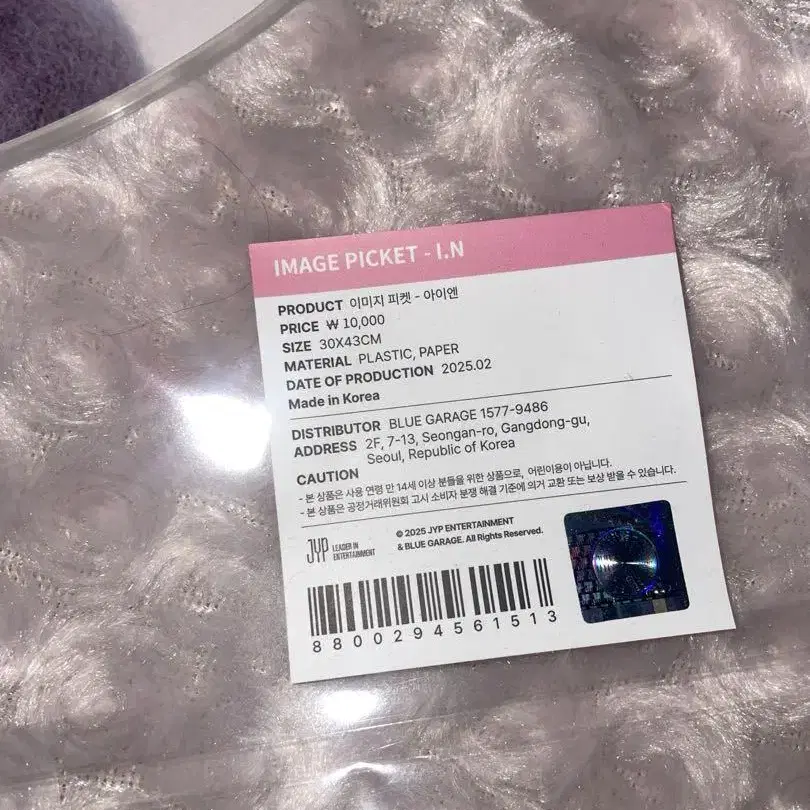 IMAGE PICKET - I.N
PRODUCT 이미지 피켓 - 아이엔
PRICE ₩ 10,000
SIZE 30X43CM
MATERIAL PLASTIC, PAPER
DATE OF PRODUCTION 2025.02
Made in Korea
DISTRIBUTOR BLUE GARAGE 1577-9486
ADDRESS 2F, 7-13, Seongan-ro, Gangdong-gu,
Seoul, Republic of Korea
CAUTION
- 본 상품은 사용 연령 만 14세 이상 분들을 위한 상품으로, 어린이용이 아닙니다.
- 본 상품은 공정거래위원회 고시 소비자 분쟁 해결 기준에 의거 교환 또는 보상 받을 수 있습니다.
JYP LEADER IN
ENTERTAINMENT
© 2025 JYP ENTERTAINMENT
& BLUE GARAGE. All Rights Reserved.
8800294561513